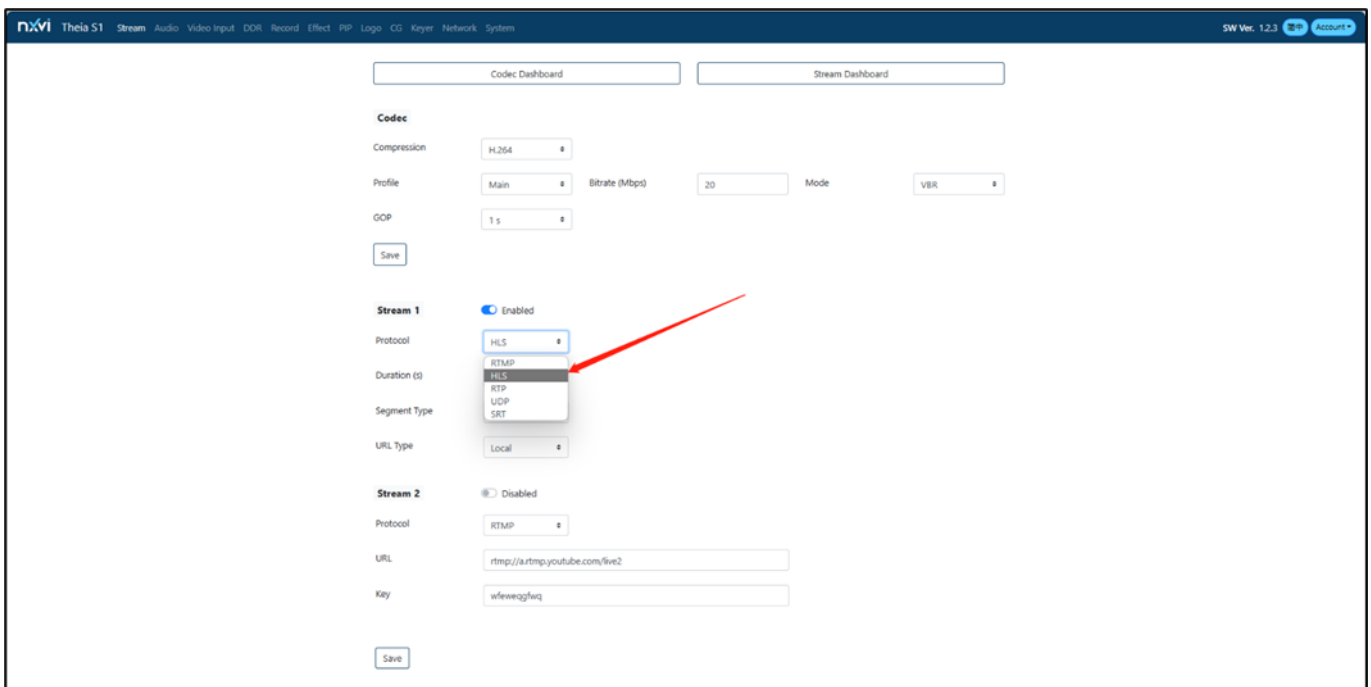 nxvi Theia S1 Stream Audio Video Input DDR Record Effect PIP Logo CG Keyer Network System SW Ver. 1.2.3 繁中 Account
Codec Dashboard Stream Dashboard
Codec
Compression H.264
Profile Main Bitrate (Mbps) 20 Mode VBR
GOP 1 s
Save
Stream 1 Enabled
Protocol HLS
RTMP
HLS
Duration (s) RTP
UDP
Segment Type SRT
URL Type Local
Stream 2 Disabled
Protocol RTMP
URL rtmp://a.rtmp.youtube.com/live2
Key wfeweqgfwq
Save